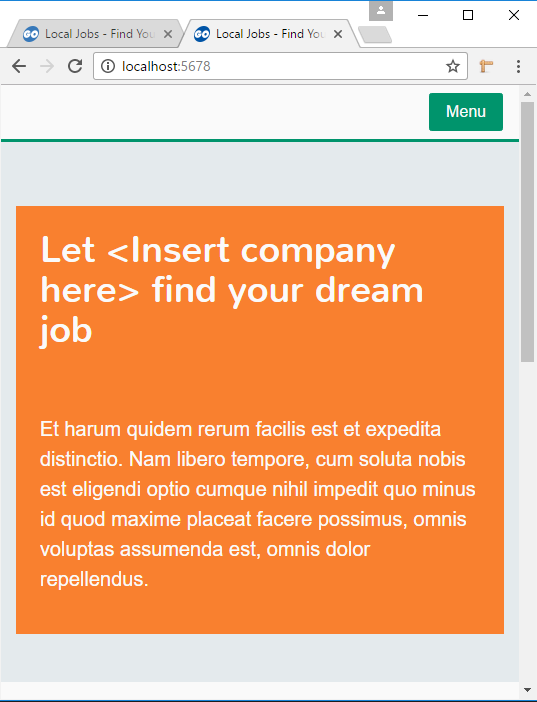 GO Local Jobs - Find You
GO Local Jobs - Find You
localhost:5678
Menu
Let <Insert company
here> find your dream
job
Et harum quidem rerum facilis est et expedita
distinctio. Nam libero tempore, cum soluta nobis
est eligendi optio cumque nihil impedit quo minus
id quod maxime placeat facere possimus, omnis
voluptas assumenda est, omnis dolor
repellendus.